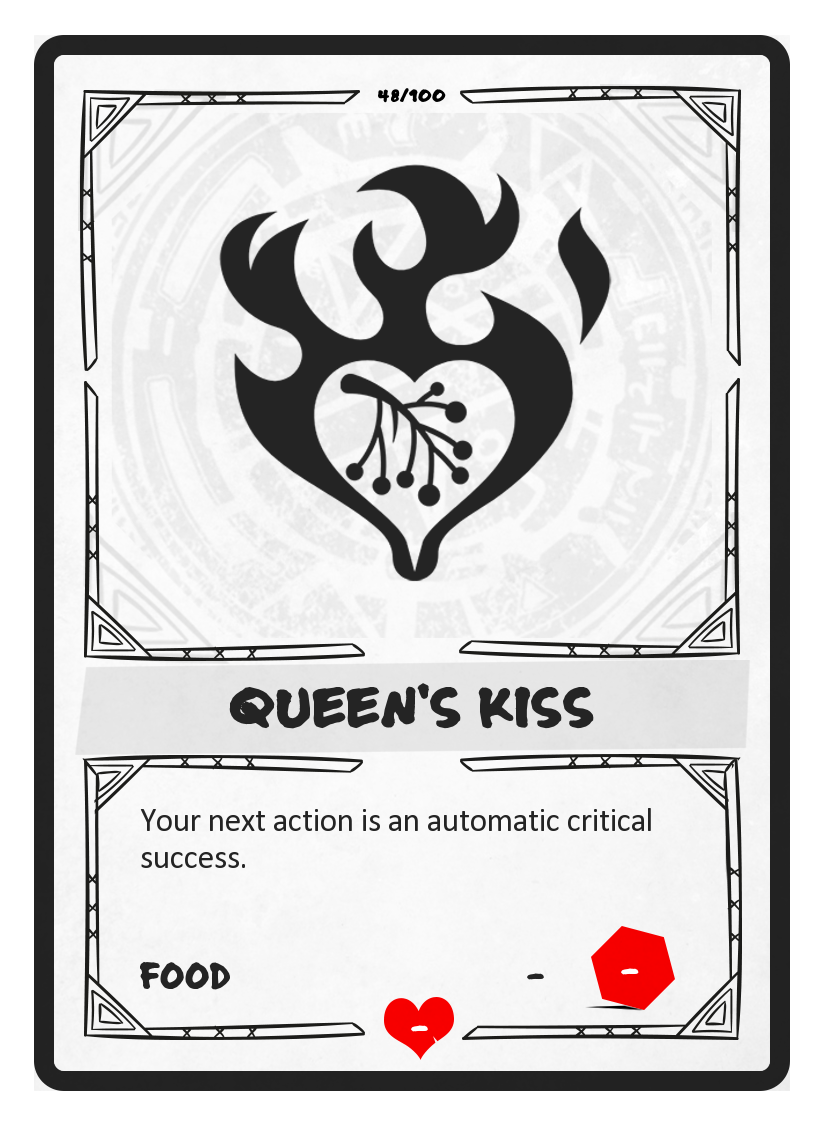 48/100
QUEEN'S KISS
Your next action is an automatic critical
success.
FOOD
-
-
-